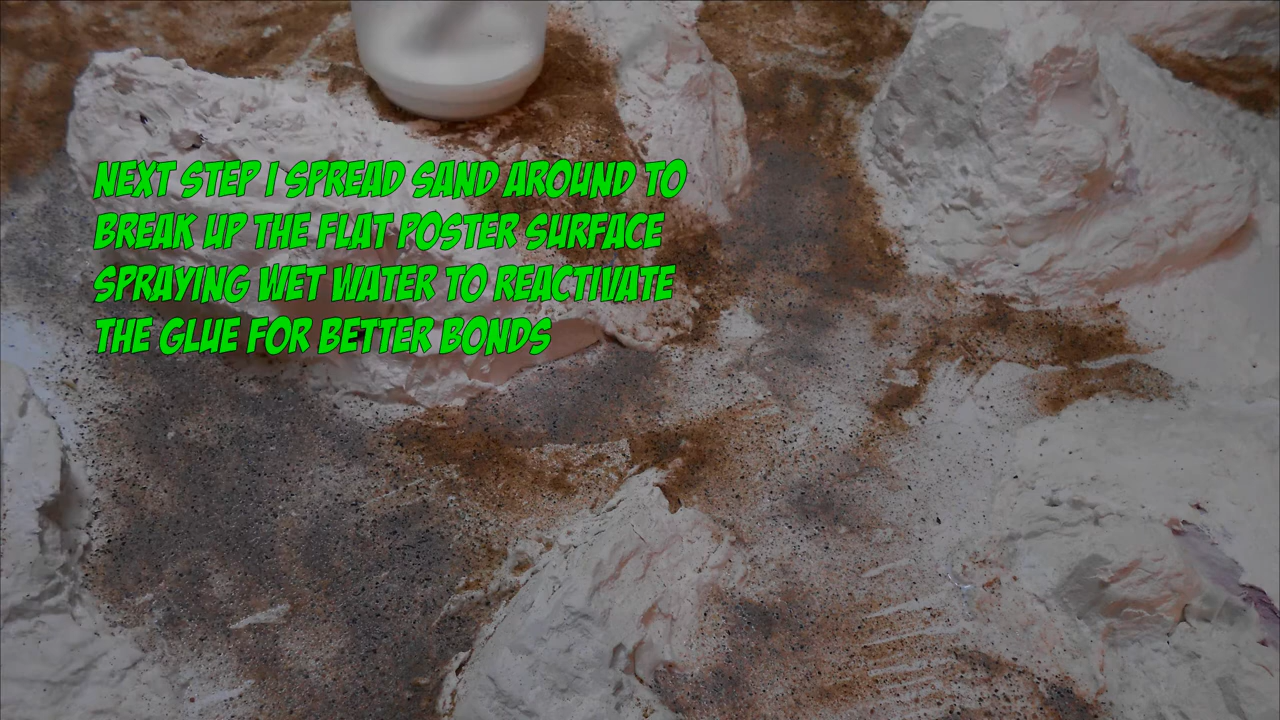 NEXT STEP I SPREAD SAND AROUND TO
BREAK UP THE FLAT POSTER SURFACE
SPRAYING WET WATER TO REACTIVATE
THE GLUE FOR BETTER BONDS